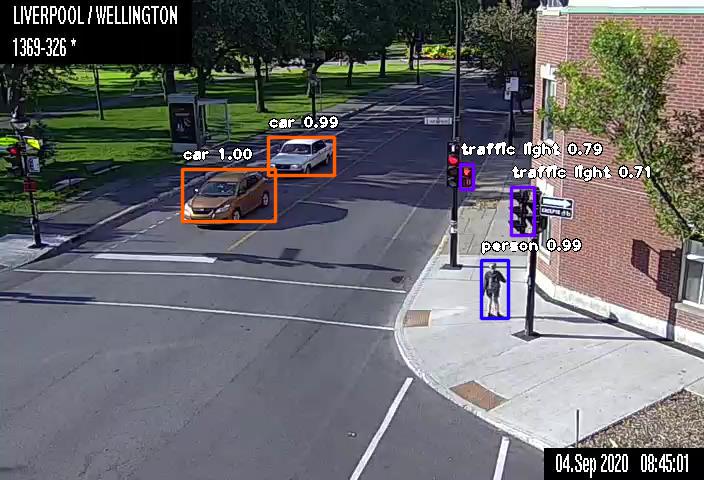 LIVERPOOL / WELLINGTON
1369-326 *
car 0.99
car 1.00
traffic light 0.79
traffic light 0.71
person 0.99
04.Sep 2020 08:45:01